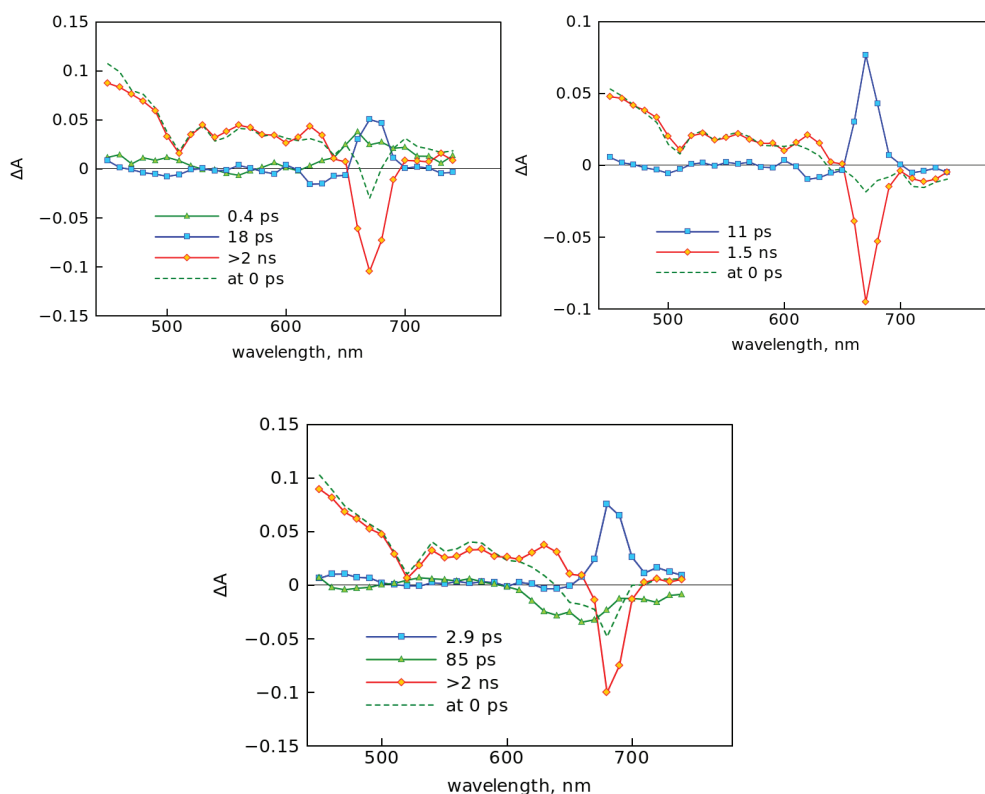 0.15
0.1
0.05
0
−0.05
−0.1
−0.15
ΔA
500
600
700
wavelength, nm
0.4 ps
18 ps
>2 ns
at 0 ps
0.1
0.05
0
−0.05
−0.1
ΔA
500
600
700
wavelength, nm
11 ps
1.5 ns
at 0 ps
0.15
0.1
0.05
0
−0.05
−0.1
−0.15
ΔA
500
600
700
wavelength, nm
2.9 ps
85 ps
>2 ns
at 0 ps